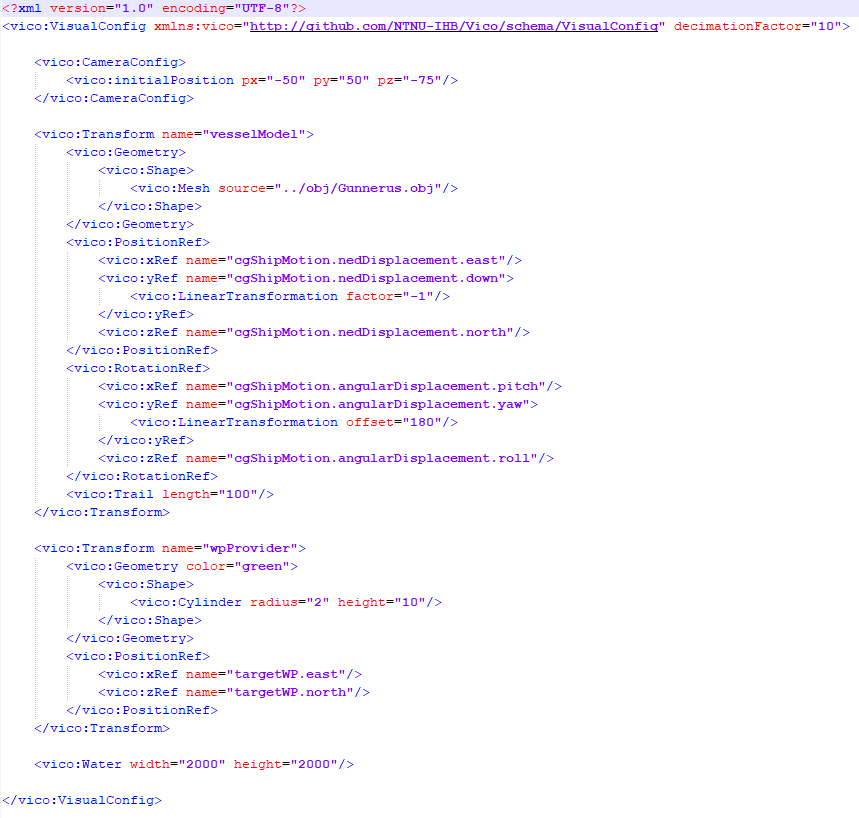 <?xml version="1.0" encoding="UTF-8"?>
<vico:VisualConfig xmlns:vico="http://github.com/NTNU-IHB/Vico/schema/VisualConfig" decimationFactor="10">
    <vico:CameraConfig>
        <vico:initialPosition px="-50" py="50" pz="-75"/>
    </vico:CameraConfig>
    <vico:Transform name="vesselModel">
        <vico:Geometry>
            <vico:Shape>
                <vico:Mesh source="../obj/Gunnerus.obj"/>
            </vico:Shape>
        </vico:Geometry>
        <vico:PositionRef>
            <vico:xRef name="cgShipMotion.nedDisplacement.east"/>
            <vico:yRef name="cgShipMotion.nedDisplacement.down">
                <vico:LinearTransformation factor="-1"/>
            </vico:yRef>
            <vico:zRef name="cgShipMotion.nedDisplacement.north"/>
        </vico:PositionRef>
        <vico:RotationRef>
            <vico:xRef name="cgShipMotion.angularDisplacement.pitch"/>
            <vico:yRef name="cgShipMotion.angularDisplacement.yaw">
                <vico:LinearTransformation offset="180"/>
            </vico:yRef>
            <vico:zRef name="cgShipMotion.angularDisplacement.roll"/>
        </vico:RotationRef>
        <vico:Trail length="100"/>
    </vico:Transform>
    <vico:Transform name="wpProvider">
        <vico:Geometry color="green">
            <vico:Shape>
                <vico:Cylinder radius="2" height="10"/>
            </vico:Shape>
        </vico:Geometry>
        <vico:PositionRef>
            <vico:xRef name="targetWP.east"/>
            <vico:zRef name="targetWP.north"/>
        </vico:PositionRef>
    </vico:Transform>
    <vico:Water width="2000" height="2000"/>
</vico:VisualConfig>